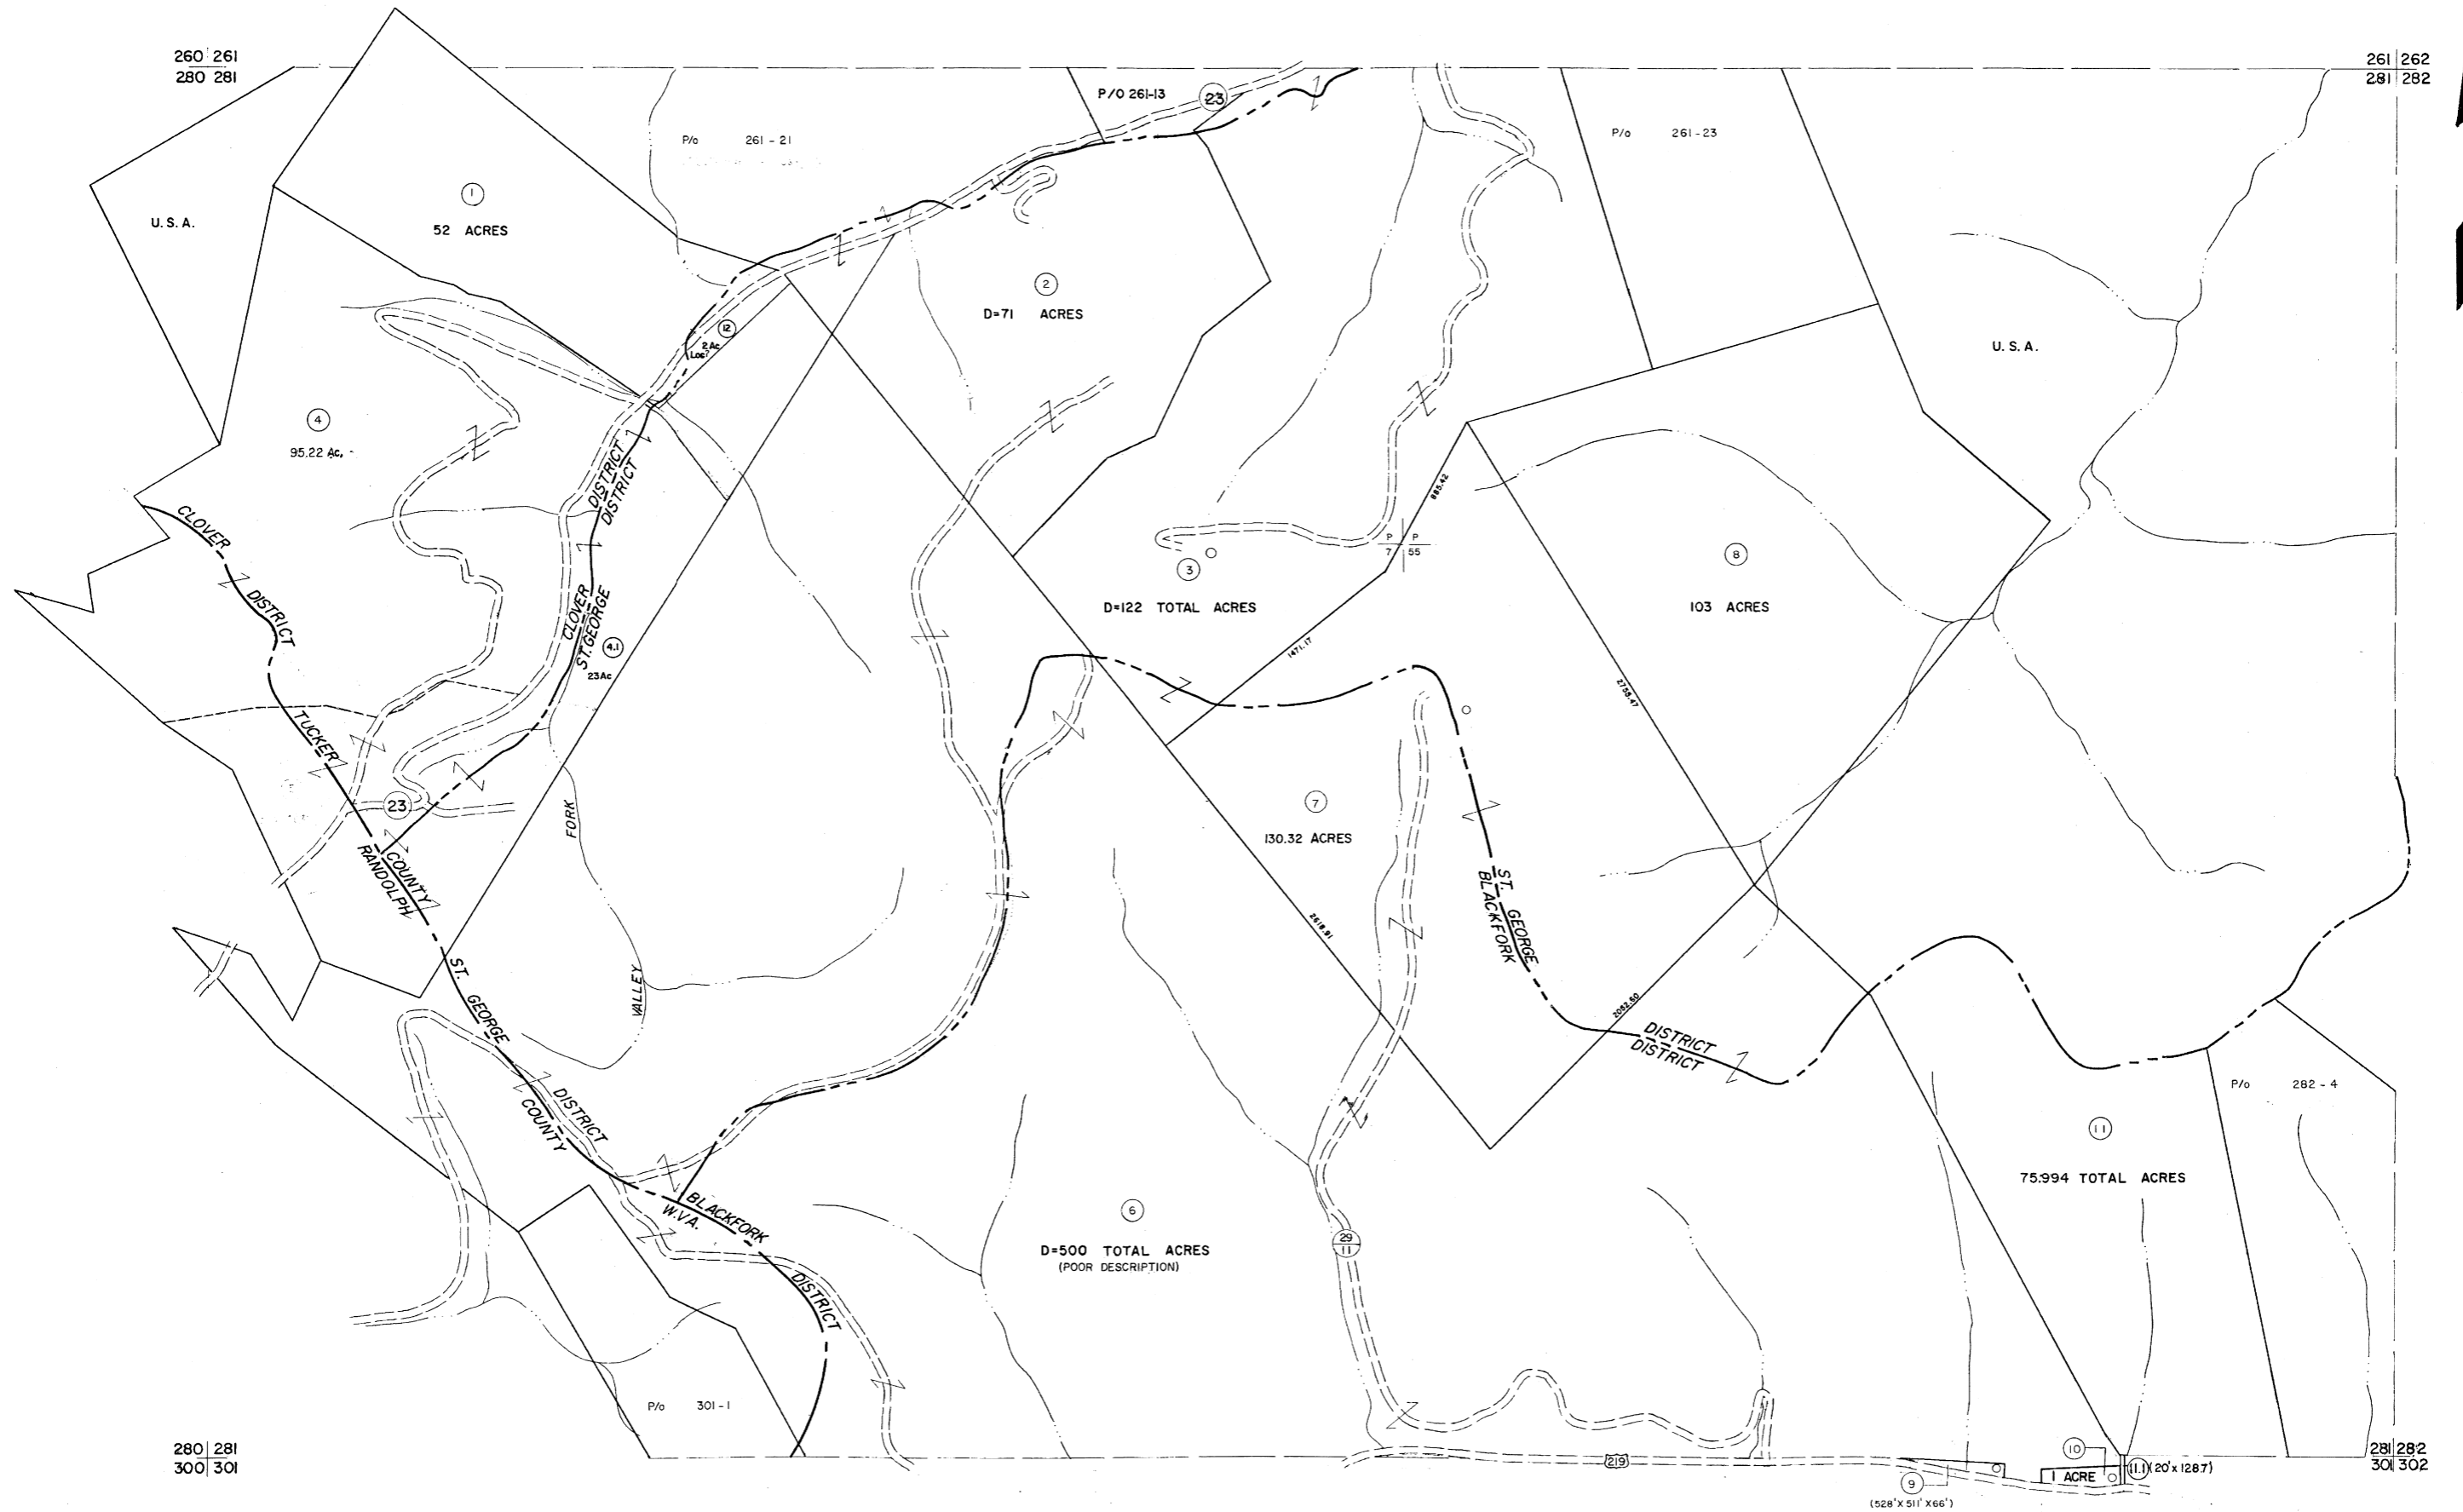 260 261
280 281
261 262
281 282
P/O 261-13
23
P/o 261 - 21
P/o 261 - 23
1
52 ACRES
U. S. A.
2
D=71 ACRES
12
2 Ac
Loc?
U. S. A.
4
95.22 Ac.
DISTRICT
DISTRICT
885.42
P P
7 55
3
D=122 TOTAL ACRES
8
103 ACRES
CLOVER
DISTRICT
CLOVER
ST. GEORGE
4.1
23 Ac
1471.17
2755.47
TUCKER
23
FORK
7
130.32 ACRES
COUNTY
RANDOLPH
ST. GEORGE
BLACKFORK
2618.91
ST. GEORGE
VALLEY
2082.60
DISTRICT
DISTRICT
DISTRICT
COUNTY
P/o 282 - 4
11
75.994 TOTAL ACRES
BLACKFORK
W.VA.
6
D=500 TOTAL ACRES
(POOR DESCRIPTION)
29
11
DISTRICT
P/o 301 - 1
280 281
300 301
219
10
281 282
301 302
1 ACRE
11.1 (20' x 128.7)
9
(528' X 511' X 66')